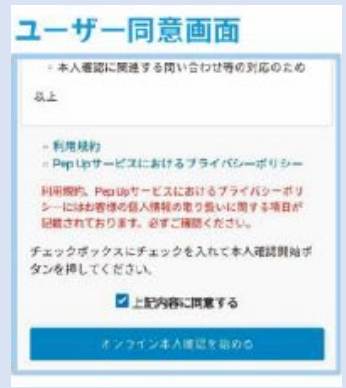 ユーザー同意画面
・本人確認に関連する問い合わせ等の対応のため
以上
・利用規約
・Pep Upサービスにおけるプライバシーポリシー
利用規約、Pep Upサービスにおけるプライバシーポリ
シーにはお客様の個人情報の取り扱いに関する項目が
記載されております。必ずご確認ください。
チェックボックスにチェックを入れて本人確認開始ボ
タンを押してください。
上記内容に同意する
オンライン本人確認を始める